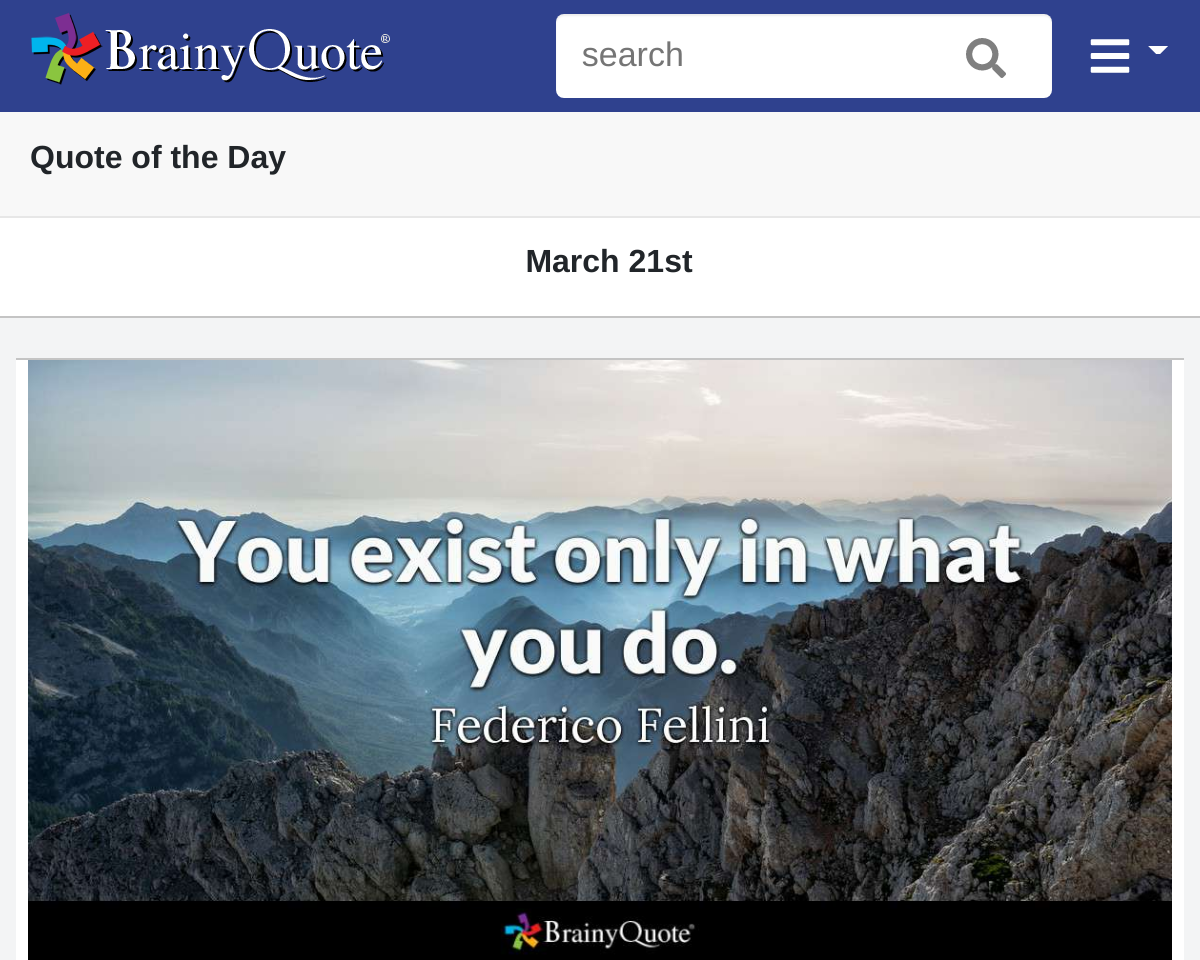 BrainyQuote®
search
Quote of the Day
March 21st
You exist only in what
you do.
Federico Fellini
BrainyQuote®